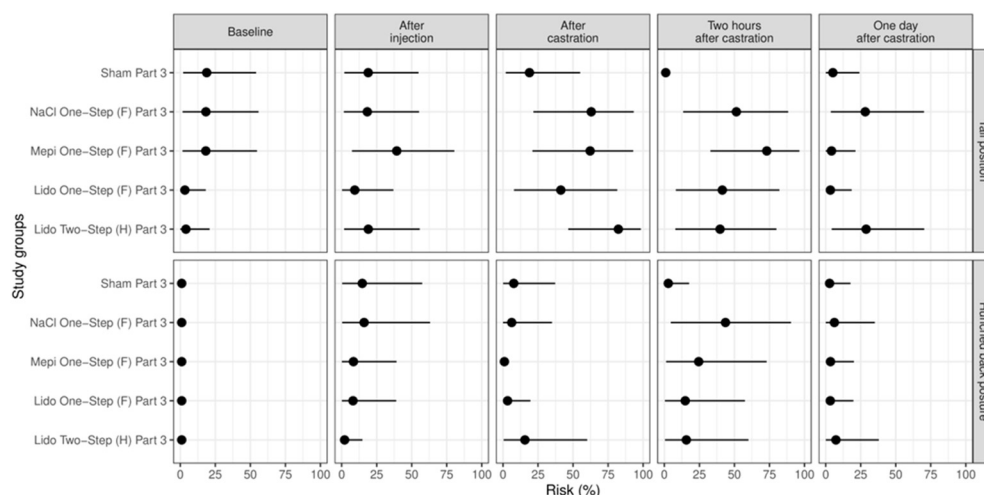 Baseline
After
injection
After
castration
Two hours
after castration
One day
after castration
Sham Part 3
NaCl One−Step (F) Part 3
Mepi One−Step (F) Part 3
Lido One−Step (F) Part 3
Lido Two−Step (H) Part 3
Study groups
Sham Part 3
NaCl One−Step (F) Part 3
Mepi One−Step (F) Part 3
Lido One−Step (F) Part 3
Lido Two−Step (H) Part 3
0 25 50 75 100 0 25 50 75 100 0 25 50 75 100 0 25 50 75 100 0 25 50 75 100
Risk (%)